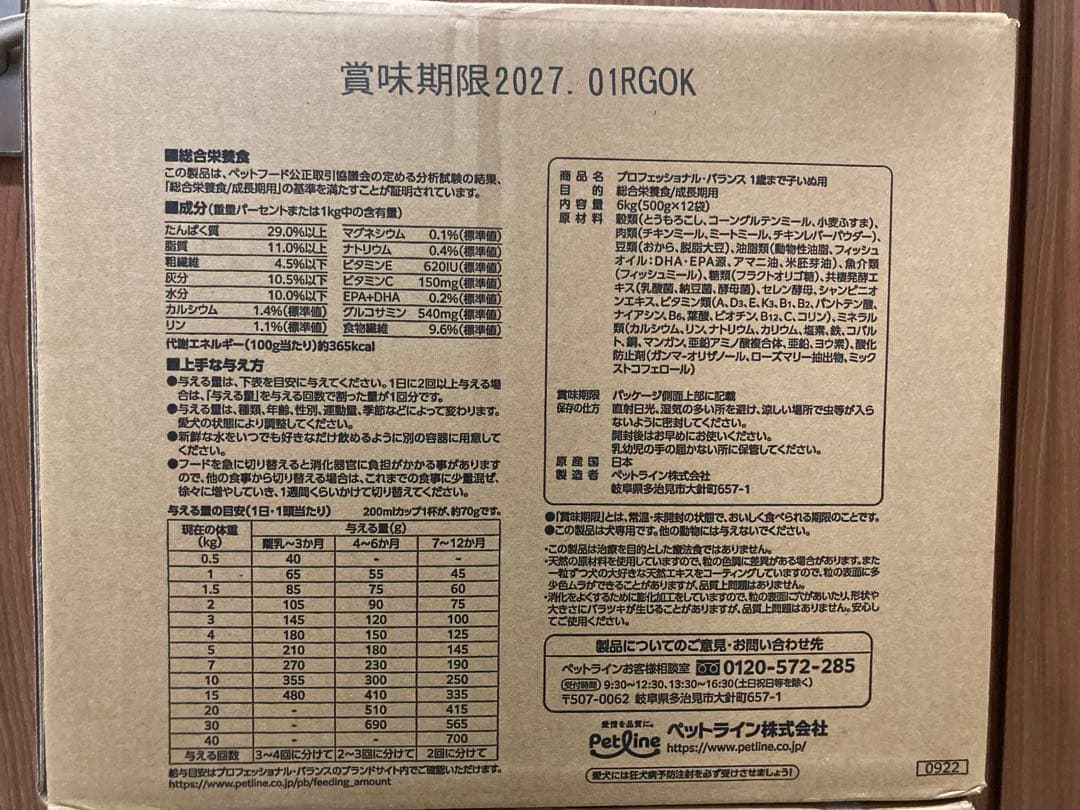 賞味期限2027. 01RGOK
■総合栄養食
この製品は、ペットフード公正取引協議会の定める分析試験の結果、
「総合栄養食/成長期用」の基準を満たすことが証明されています。
■成分(重量パーセントまたは1kg中の含有量)
たんぱく質 29.0%以上 マグネシウム 0.1%(標準値)
脂質 11.0%以上 ナトリウム 0.4%(標準値)
粗繊維 4.5%以下 ビタミンE 620IU(標準値)
灰分 10.5%以下 ビタミンC 150mg(標準値)
水分 10.0%以下 EPA+DHA 0.2%(標準値)
カルシウム 1.4%(標準値) グルコサミン 540mg(標準値)
リン 1.1%(標準値) 食物繊維 9.6%(標準値)
代謝エネルギー(100g当たり)約365kcal
■上手な与え方
●与える量は、下表を目安に与えてください。1日に2回以上与える場
合は、「与える量」を与える回数で割った量が1回分です。
●与える量は、種類、年齢、性別、運動量、季節などによって変わります。
愛犬の状態により調整してください。
●新鮮な水をいつでも好きなだけ飲めるように別の容器に用意して
ください。
●フードを急に切り替えると消化器官に負担がかかる事があります
ので、他の食事から切り替える場合は、これまでの食事に少量混ぜ、
徐々に増やしていき、1週間くらいかけて切り替えてください。
与える量の目安(1日・1頭当たり) 200mlカップ1杯が、約70gです。
現在の体重(kg) 与える量(g)
離乳~3か月 4~6か月 7~12か月
0.5 40 - -
1 65 55 45
1.5 85 75 60
2 105 90 75
3 145 120 100
4 180 150 125
5 210 180 145
7 270 230 190
10 355 300 250
15 480 410 335
20 - 510 415
30 - 690 565
40 - - 700
与える回数 3~4回に分けて 2~3回に分けて 2回に分けて
給与目安はプロフェッショナル・バランスのブランドサイト内でご確認いただけます。
https://www.petline.co.jp/pb/feeding_amount
商品名 プロフェッショナル・バランス 1歳まで子いぬ用
目的 総合栄養食/成長期用
内容量 6kg(500g×12袋)
原材料 穀類(とうもろこし、コーングルテンミール、小麦ふすま)、
肉類(チキンミール、ミートミール、チキンレバーパウダー)、
豆類(おから、脱脂大豆)、油脂類(動物性油脂、フィッシュ
オイル:DHA・EPA源、アマニ油、米胚芽油)、魚介類
(フィッシュミール)、糖類(フラクトオリゴ糖)、共棲発酵エ
キス(乳酸菌、納豆菌、酵母菌)、セレン酵母、シャンピニオ
ンエキス、ビタミン類(A、D3、E、K3、B1、B2、パントテン酸、
ナイアシン、B6、葉酸、ビオチン、B12、C、コリン)、ミネラル
類(カルシウム、リン、ナトリウム、カリウム、塩素、鉄、コバル
ト、銅、マンガン、亜鉛アミノ酸複合体、亜鉛、ヨウ素)、酸化
防止剤(ガンマ-オリザノール、ローズマリー抽出物、ミック
ストコフェロール)
賞味期限 パッケージ側面上部に記載
保存の仕方 直射日光、湿気の多い所を避け、涼しい場所で虫等が入ら
ないように密封してください。
開封後はお早めにお使いください。
乳幼児の手の届かない所に保管してください。
原産国 日本
製造者 ペットライン株式会社
岐阜県多治見市大針町657-1
●「賞味期限」とは、常温・未開封の状態で、おいしく食べられる期限のことです。
●この製品は犬専用です。他の動物には与えないでください。
・この製品は治療を目的とした療法食ではありません。
・天然の原材料を使用していますので、粒の色調に差異がある場合があります。また
一粒ずつ犬の大好きな天然エキスをコーティングしていますので、粒の表面に多
少色ムラができることがありますが、品質上問題はありません。
・消化をよくするために膨化加工をしていますので、粒の表面に穴があいたり、形状や
大きさにバラツキが生じることがありますが、品質上問題はありません。安心し
てご使用ください。
製品についてのご意見・お問い合わせ先
ペットラインお客様相談室 0120-572-285
受付時間 9:30~12:30、13:30~16:30(土日祝日等を除く)
〒507-0062 岐阜県多治見市大針町657-1
愛情を品質に。
Petline ペットライン株式会社
https://www.petline.co.jp/
愛犬には狂犬病予防注射を必ず受けさせましょう!
0922